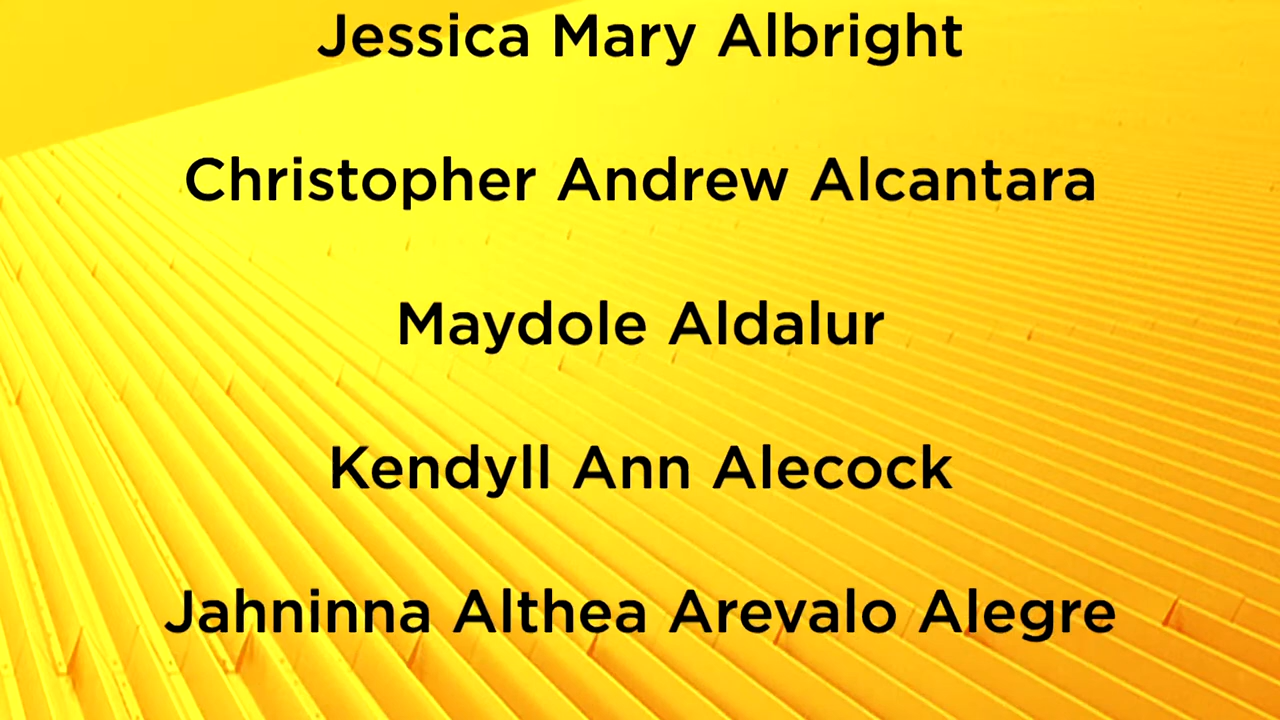 Jessica Mary Albright
Christopher Andrew Alcantara
Maydole Aldalur
Kendyll Ann Alecock
Jahninna Althea Arevalo Alegre